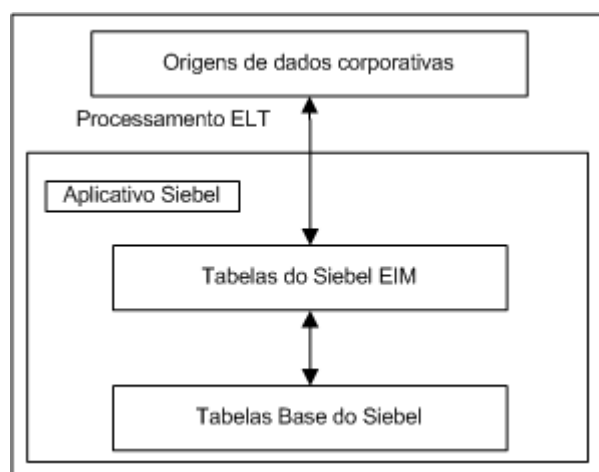 Origens de dados corporativas
Processamento ELT
Aplicativo Siebel
Tabelas do Siebel EIM
Tabelas Base do Siebel